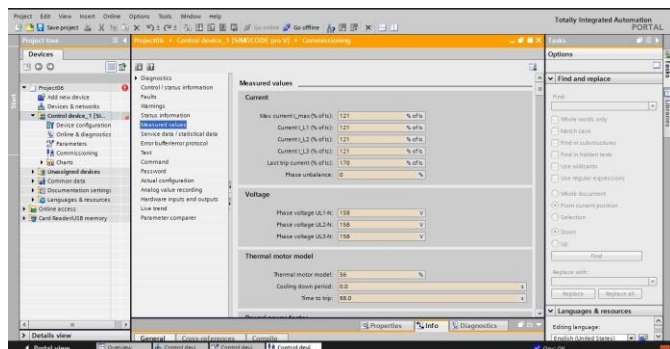 Project Edit View Insert Online Options Tools Window Help
Totally Integrated Automation
PORTAL
Save project
Go online Go offline
Project tree
Project06 Control device_1 [SIMOCODE pro V] Commissioning
Tasks
Devices
Options
Project06
Add new device
Devices & networks
Control device_1 [SI...
Device configuration
Online & diagnostics
Parameters
Commissioning
Charts
Unassigned devices
Common data
Documentation settings
Languages & resources
Online access
Card Reader/USB memory
Details view
Start
Diagnostics
Control / status information
Faults
Warnings
Status information
Measured values
Service data / statistical data
Error buffer/error protocol
Test
Command
Password
Actual configuration
Analog value recording
Hardware inputs and outputs
Live trend
Parameter comparer
Measured values
Current
Max. current I_max (% of Is): 121 % of Is
Current I_L1 (% of Is): 121 % of Is
Current I_L2 (% of Is): 121 % of Is
Current I_L3 (% of Is): 121 % of Is
Last trip current (% of Is): 170 % of Is
Phase unbalance: 0 %
Voltage
Phase voltage UL1-N: 158 V
Phase voltage UL2-N: 158 V
Phase voltage UL3-N: 158 V
Thermal motor model
Thermal motor model: 56 %
Cooling down period: 0.0 s
Time to trip: 88.0 s
Properties Info Diagnostics
General Cross-references Compile
Find and replace
Find:
Whole words only
Match case
Find in substructures
Find in hidden texts
Use wildcards
Use regular expressions
Whole document
From current position
Selection
Down
Up
Find
Replace with:
Replace Replace all
Languages & resources
Editing language:
English (United States)
Tasks
Libraries
Portal view Overview Control devi... Control devi... Control devi...